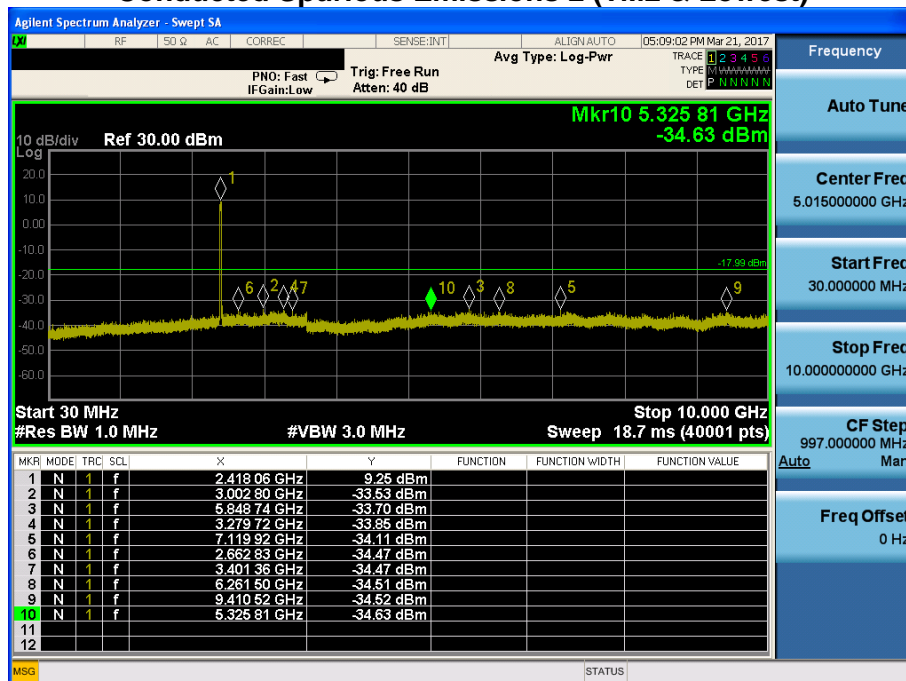 Agilent Spectrum Analyzer - Swept SA
LXI RF 50 Ω AC CORREC SENSE:INT ALIGN AUTO 05:09:02 PM Mar 21, 2017
Avg Type: Log-Pwr TRACE 1 2 3 4 5 6
PNO: Fast Trig: Free Run TYPE M W W W W W
IFGain:Low Atten: 40 dB DET P N N N N N
Mkr10 5.325 81 GHz
-34.63 dBm
10 dB/div Ref 30.00 dBm
Log
20.0
10.0
0.00
-10.0
-20.0
-30.0
-40.0
-50.0
-60.0
1
-17.99 dBm
6 2 4 7 10 3 8 5 9
Start 30 MHz Stop 10.000 GHz
#Res BW 1.0 MHz #VBW 3.0 MHz Sweep 18.7 ms (40001 pts)
MKR MODE TRC SCL X Y FUNCTION FUNCTION WIDTH FUNCTION VALUE
1 N 1 f 2.418 06 GHz 9.25 dBm
2 N 1 f 3.002 80 GHz -33.53 dBm
3 N 1 f 5.848 74 GHz -33.70 dBm
4 N 1 f 3.279 72 GHz -33.85 dBm
5 N 1 f 7.119 92 GHz -34.11 dBm
6 N 1 f 2.662 83 GHz -34.47 dBm
7 N 1 f 3.401 36 GHz -34.47 dBm
8 N 1 f 6.261 50 GHz -34.51 dBm
9 N 1 f 9.410 52 GHz -34.52 dBm
10 N 1 f 5.325 81 GHz -34.63 dBm
11
12
MSG STATUS
Frequency
Auto Tune
Center Freq
5.015000000 GHz
Start Freq
30.000000 MHz
Stop Freq
10.000000000 GHz
CF Step
997.000000 MHz
Auto Man
Freq Offset
0 Hz